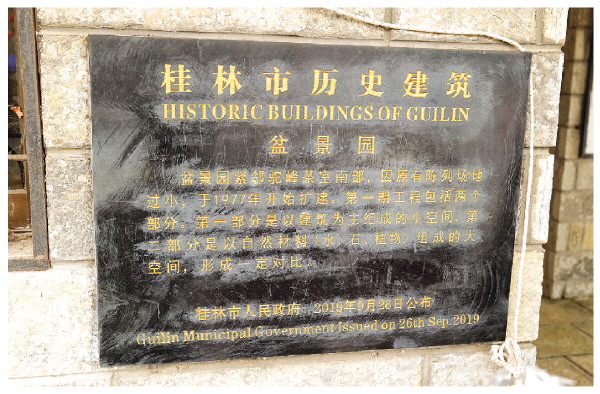 桂林市历史建筑
HISTORIC BUILDINGS OF GUILIN
盆景园
盆景园紧邻驼峰茶室南部，因原有陈列场地
过小，于1977年开始扩建。第一期工程包括两个
部分。第一部分是以建筑为主组成的小空间，第
二部分是以自然材料（水、石、植物）组成的大
空间，形成一定对比。
桂林市人民政府 2019年9月26日公布
Guilin Municipal Government Issued on 26th Sep.2019